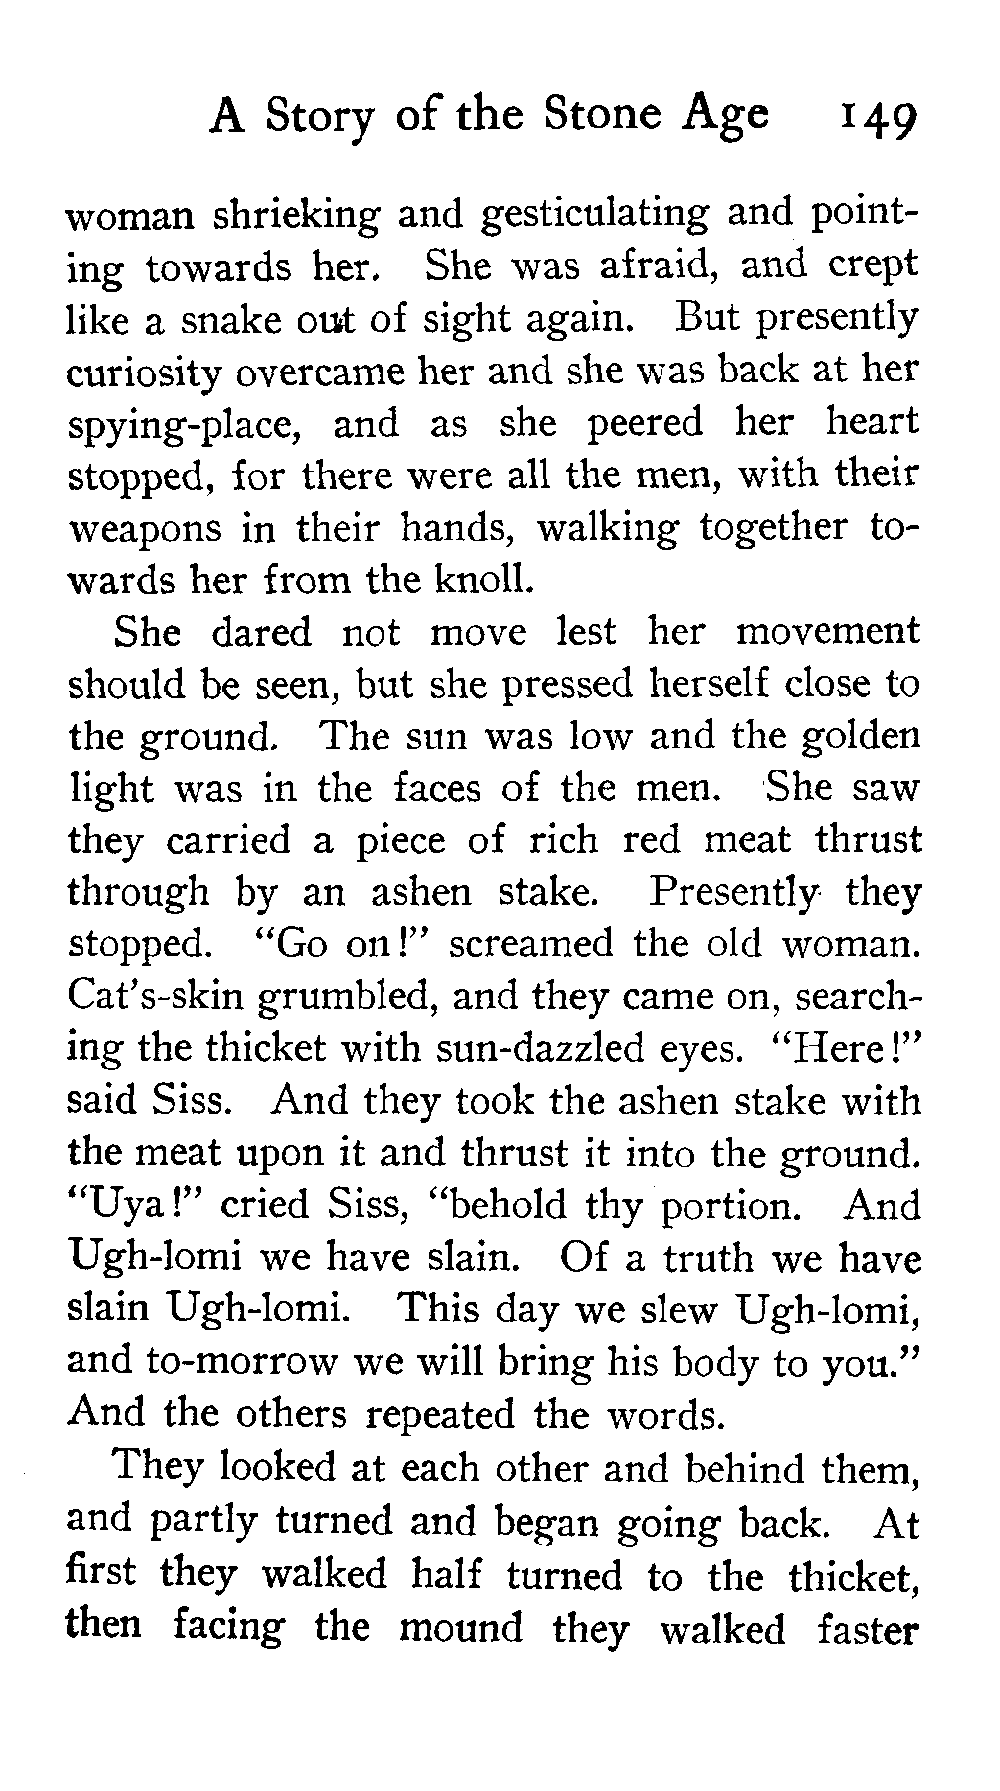 A Story of the Stone Age 149
woman shrieking and gesticulating and point-
ing towards her. She was afraid, and crept
like a snake out of sight again. But presently
curiosity overcame her and she was back at her
spying-place, and as she peered her heart
stopped, for there were all the men, with their
weapons in their hands, walking together to-
wards her from the knoll.
She dared not move lest her movement
should be seen, but she pressed herself close to
the ground. The sun was low and the golden
light was in the faces of the men. She saw
they carried a piece of rich red meat thrust
through by an ashen stake. Presently they
stopped. “Go on!” screamed the old woman.
Cat’s-skin grumbled, and they came on, search-
ing the thicket with sun-dazzled eyes. “Here!”
said Siss. And they took the ashen stake with
the meat upon it and thrust it into the ground.
“Uya!” cried Siss, “behold thy portion. And
Ugh-lomi we have slain. Of a truth we have
slain Ugh-lomi. This day we slew Ugh-lomi,
and to-morrow we will bring his body to you.”
And the others repeated the words.
They looked at each other and behind them,
and partly turned and began going back. At
first they walked half turned to the thicket,
then facing the mound they walked faster